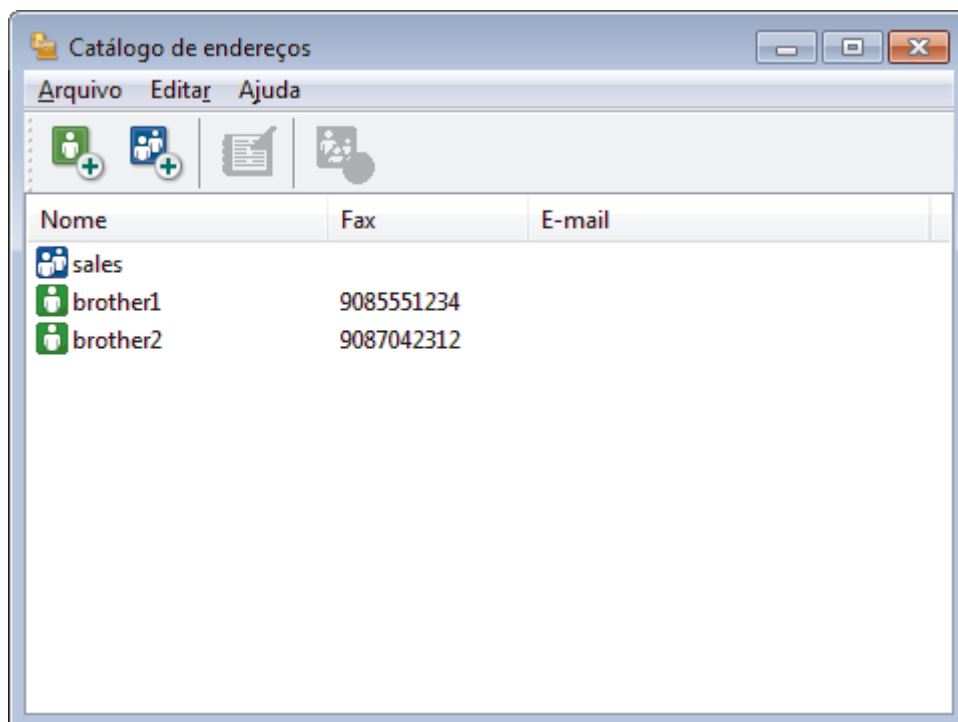 Catálogo de endereços
Arquivo Editar Ajuda
Nome Fax E-mail
sales
brother1 9085551234
brother2 9087042312